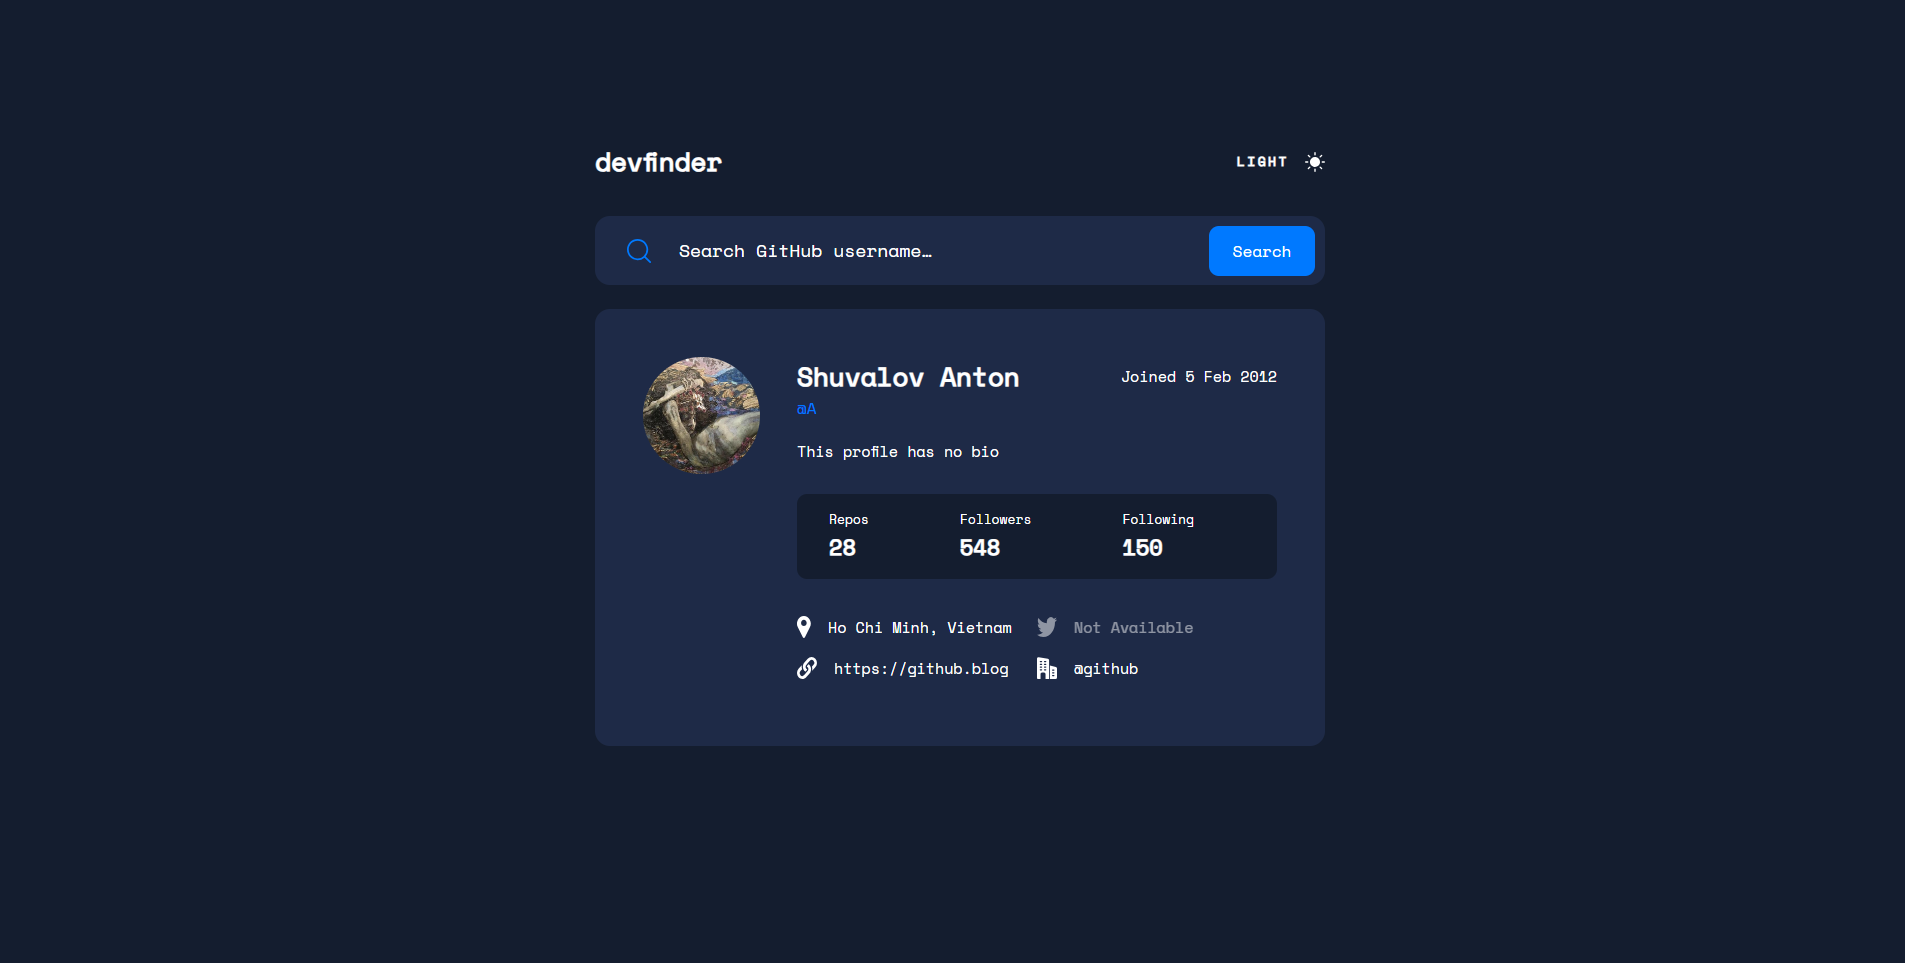 devfinder
LIGHT
Search GitHub username…
Search
Shuvalov Anton
Joined 5 Feb 2012
@A
This profile has no bio
Repos
Followers
Following
28
548
150
Ho Chi Minh, Vietnam
Not Available
https://github.blog
@github